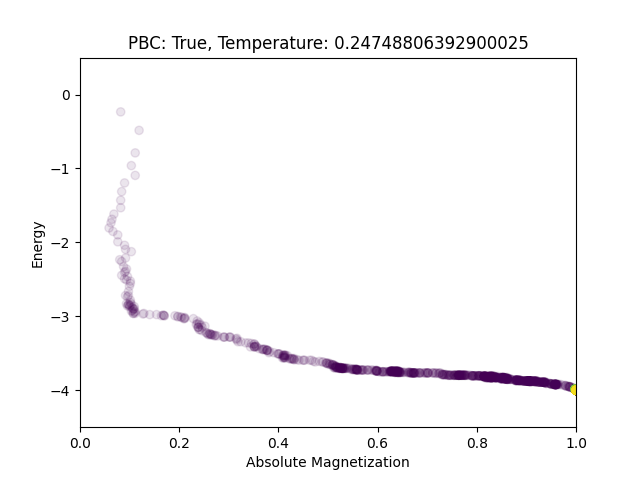 PBC: True, Temperature: 0.24748806392900025
0
−1
−2
−3
−4
Energy
0.0 0.2 0.4 0.6 0.8 1.0
Absolute Magnetization